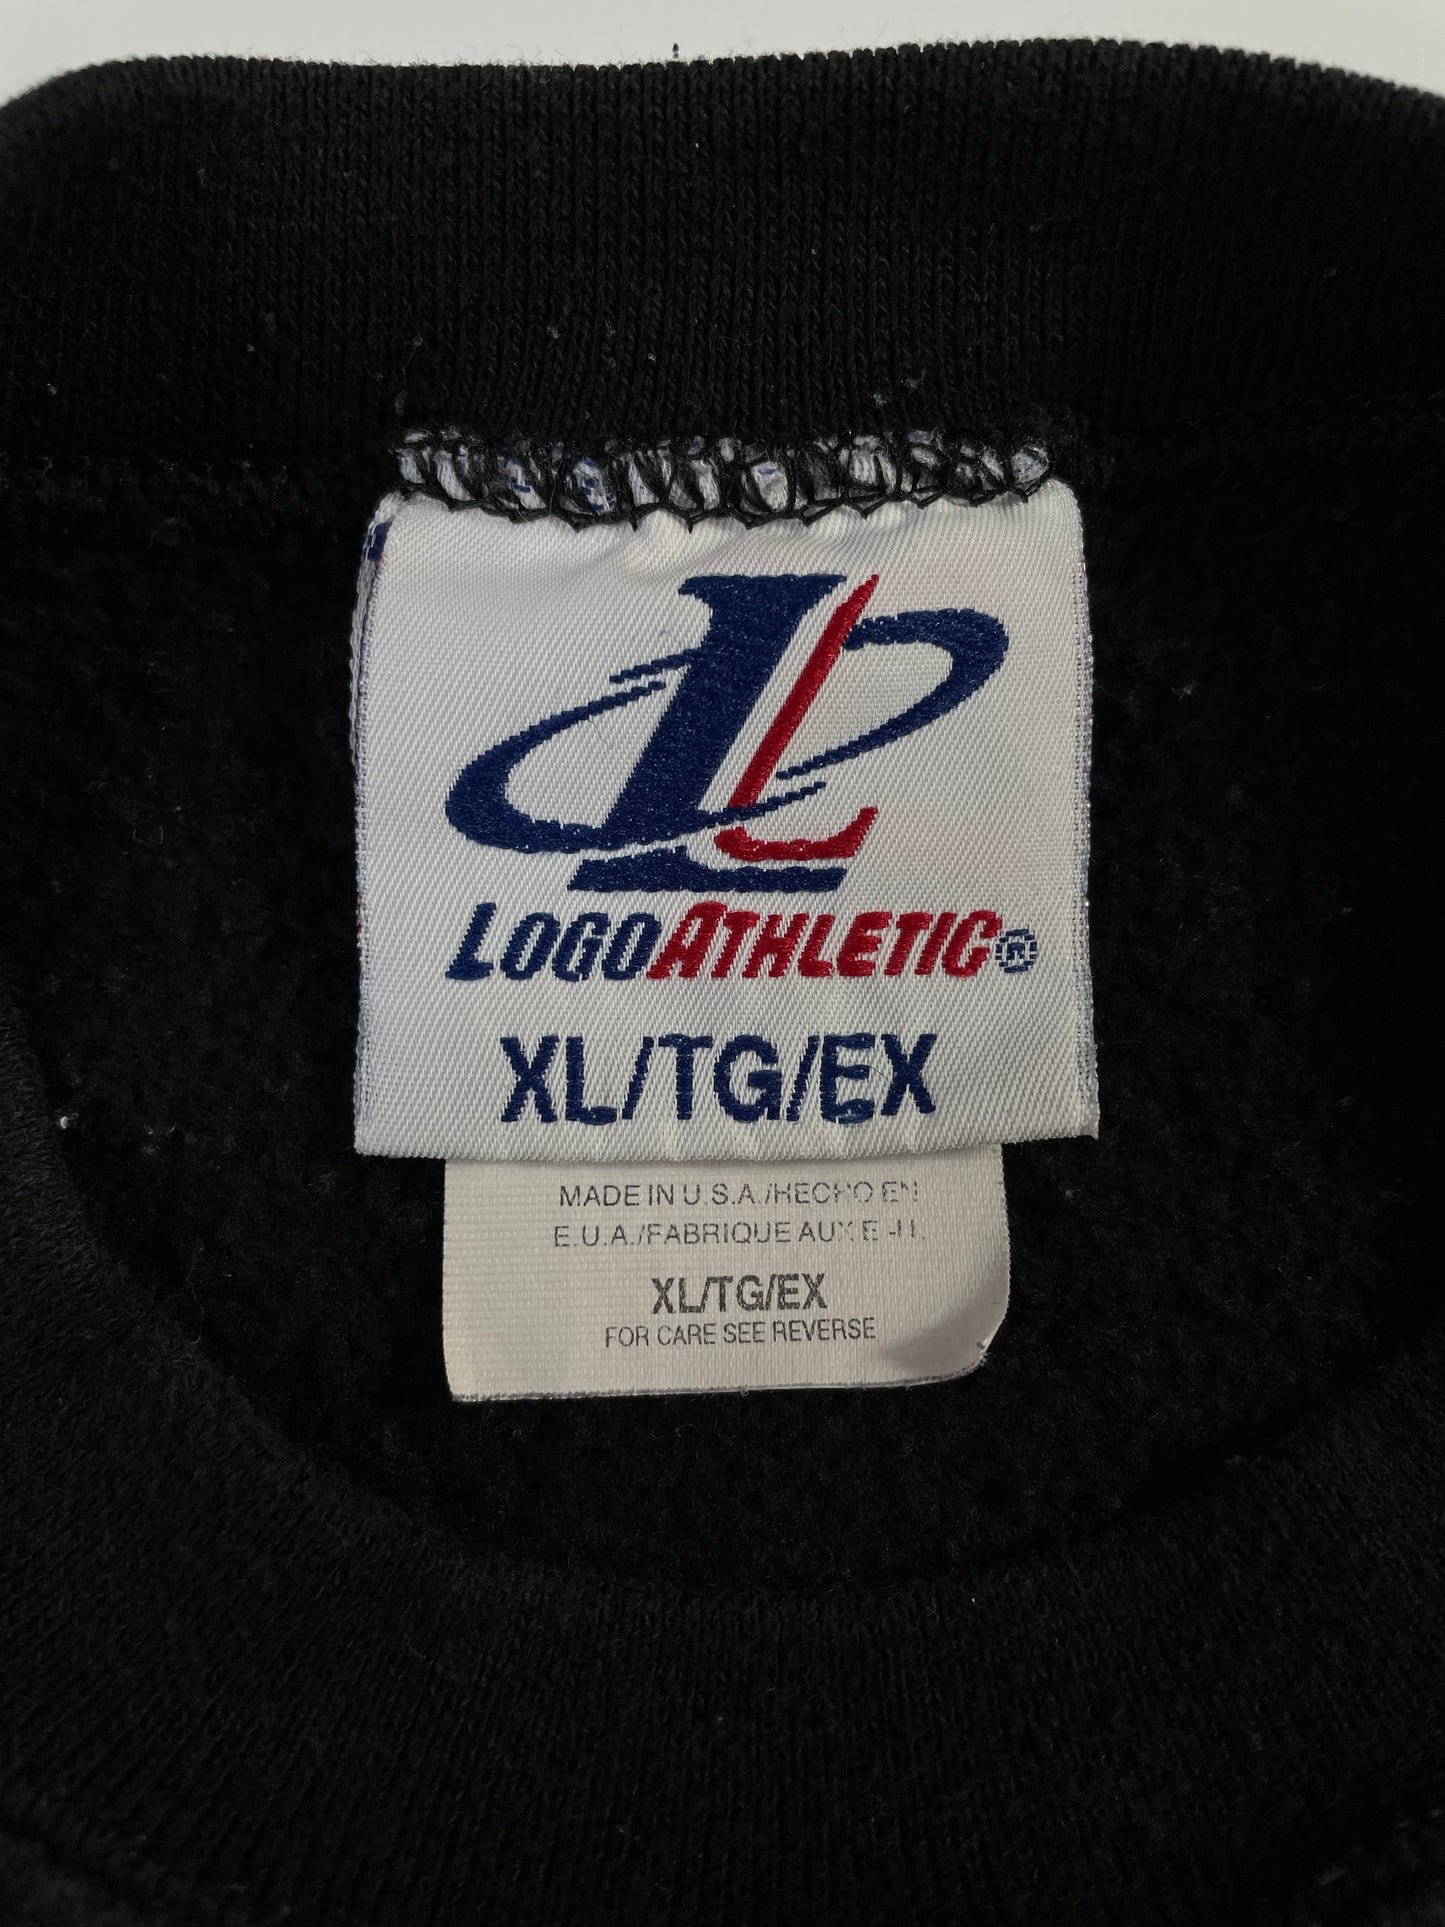 LOGOATHLETIC®
XL/TG/EX
MADE IN U.S.A./HECHO EN
E.U.A./FABRIQUE AUX E.-U.
XL/TG/EX
FOR CARE SEE REVERSE